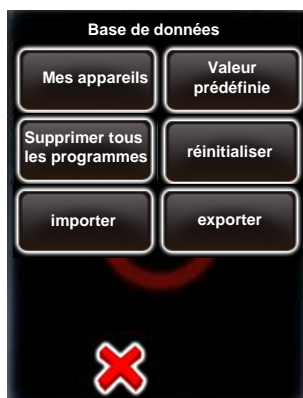 Base de données
Mes appareils
Valeur
prédéfinie
Supprimer tous
les programmes
réinitialiser
importer
exporter